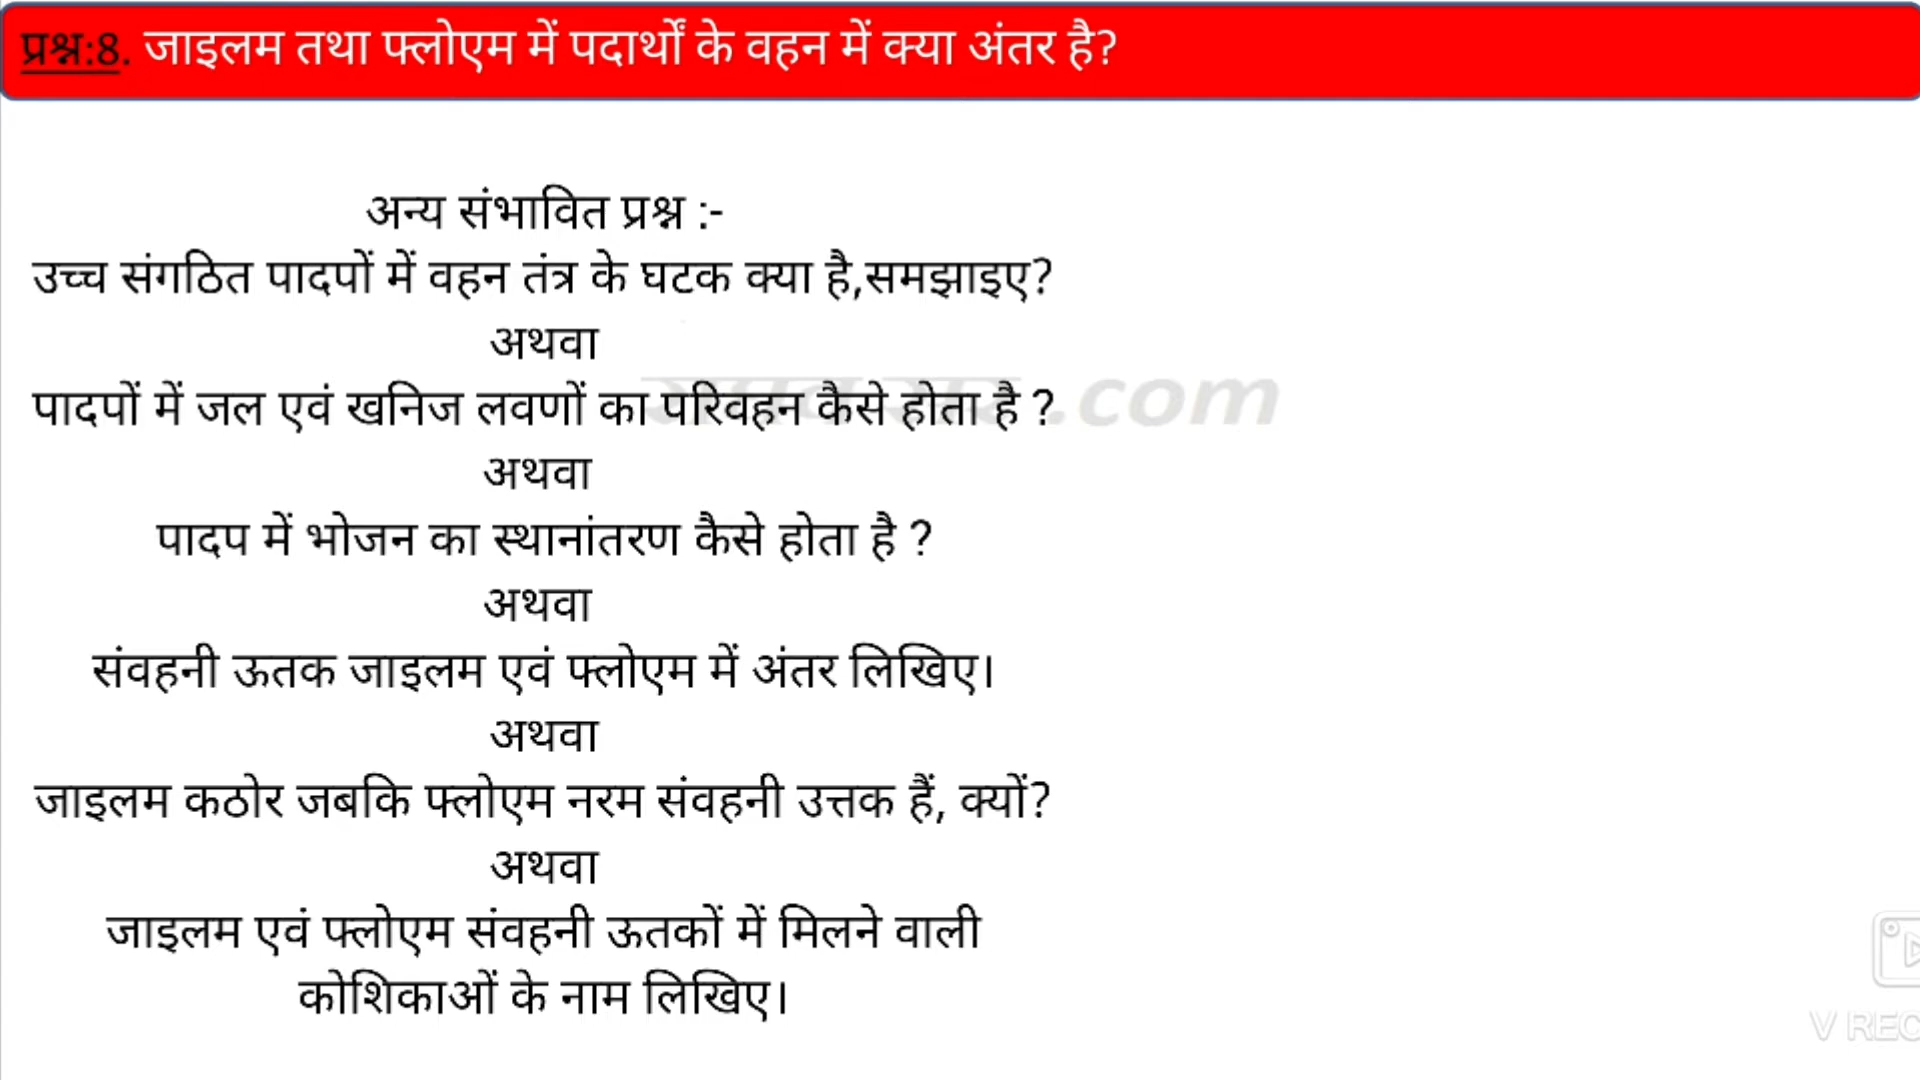 प्रश्न:8. जाइलम तथा फ्लोएम में पदार्थों के वहन में क्या अंतर है?
अन्य संभावित प्रश्न :-
उच्च संगठित पादपों में वहन तंत्र के घटक क्या है,समझाइए?
अथवा
पादपों में जल एवं खनिज लवणों का परिवहन कैसे होता है ?
.com
अथवा
पादप में भोजन का स्थानांतरण कैसे होता है ?
अथवा
संवहनी ऊतक जाइलम एवं फ्लोएम में अंतर लिखिए।
अथवा
जाइलम कठोर जबकि फ्लोएम नरम संवहनी उत्तक हैं, क्यों?
अथवा
जाइलम एवं फ्लोएम संवहनी ऊतकों में मिलने वाली
कोशिकाओं के नाम लिखिए।
V REC